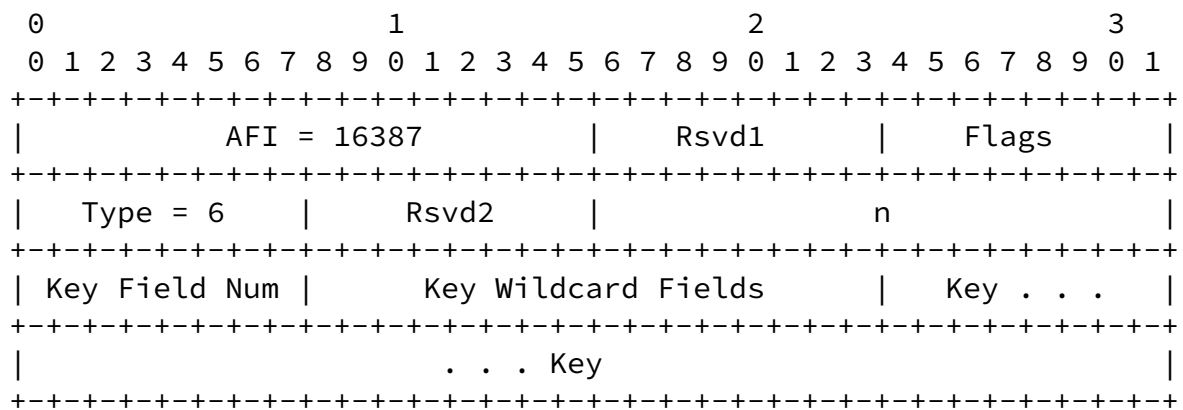 0                   1                   2                   3
 0 1 2 3 4 5 6 7 8 9 0 1 2 3 4 5 6 7 8 9 0 1 2 3 4 5 6 7 8 9 0 1
+-+-+-+-+-+-+-+-+-+-+-+-+-+-+-+-+-+-+-+-+-+-+-+-+-+-+-+-+-+-+-+-+
|           AFI = 16387         |    Rsvd1      |    Flags      |
+-+-+-+-+-+-+-+-+-+-+-+-+-+-+-+-+-+-+-+-+-+-+-+-+-+-+-+-+-+-+-+-+
|   Type = 6    |     Rsvd2     |               n               |
+-+-+-+-+-+-+-+-+-+-+-+-+-+-+-+-+-+-+-+-+-+-+-+-+-+-+-+-+-+-+-+-+
| Key Field Num |      Key Wildcard Fields      |   Key . . .   |
+-+-+-+-+-+-+-+-+-+-+-+-+-+-+-+-+-+-+-+-+-+-+-+-+-+-+-+-+-+-+-+-+
|                       . . . Key                               |
+-+-+-+-+-+-+-+-+-+-+-+-+-+-+-+-+-+-+-+-+-+-+-+-+-+-+-+-+-+-+-+-+